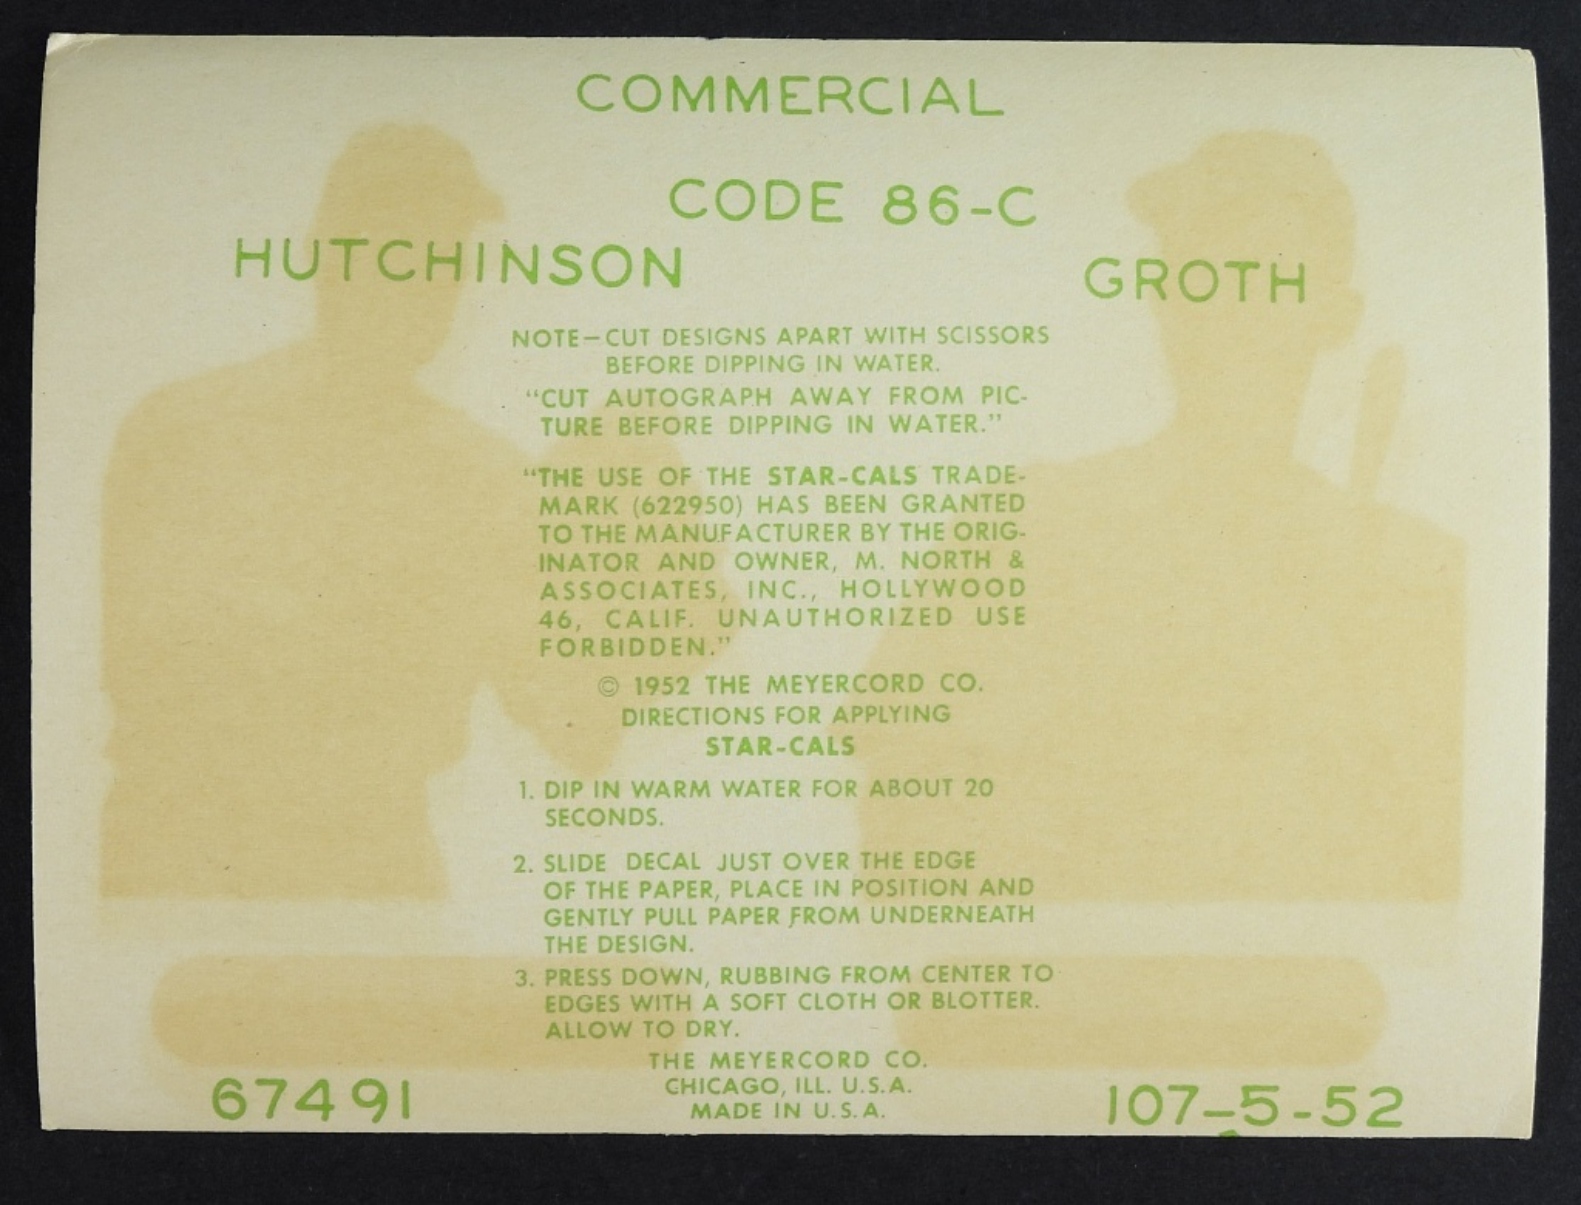 COMMERCIAL
CODE 86-C
HUTCHINSON
GROTH
NOTE—CUT DESIGNS APART WITH SCISSORS
BEFORE DIPPING IN WATER.
"CUT AUTOGRAPH AWAY FROM PIC-
TURE BEFORE DIPPING IN WATER."
"THE USE OF THE STAR-CALS TRADE-
MARK (622950) HAS BEEN GRANTED
TO THE MANUFACTURER BY THE ORIG-
INATOR AND OWNER, M. NORTH &
ASSOCIATES, INC., HOLLYWOOD
46, CALIF. UNAUTHORIZED USE
FORBIDDEN."
© 1952 THE MEYERCORD CO.
DIRECTIONS FOR APPLYING
STAR-CALS
1. DIP IN WARM WATER FOR ABOUT 20
SECONDS.
2. SLIDE DECAL JUST OVER THE EDGE
OF THE PAPER, PLACE IN POSITION AND
GENTLY PULL PAPER FROM UNDERNEATH
THE DESIGN.
3. PRESS DOWN, RUBBING FROM CENTER TO
EDGES WITH A SOFT CLOTH OR BLOTTER.
ALLOW TO DRY.
THE MEYERCORD CO.
CHICAGO, ILL. U.S.A.
MADE IN U.S.A.
67491
107-5-52